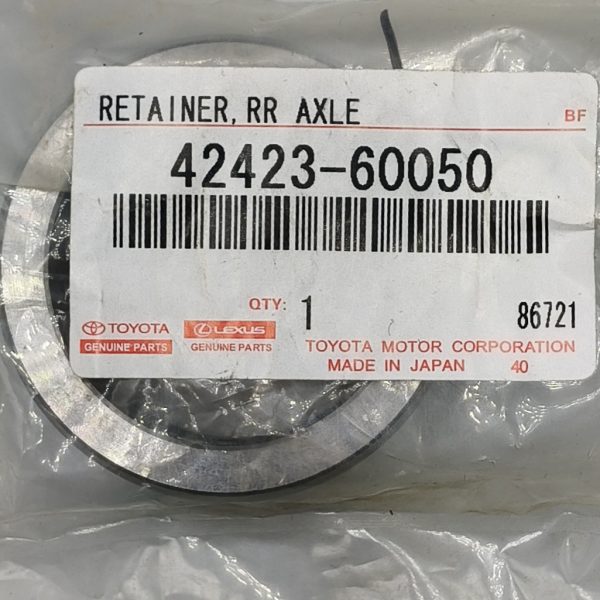 RETAINER, RR AXLE BF
42423-60050
QTY: 1 86721
TOYOTA LEXUS
GENUINE PARTS GENUINE PARTS TOYOTA MOTOR CORPORATION
MADE IN JAPAN 40